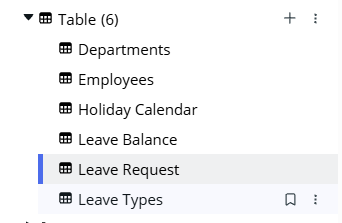 Table (6)
Departments
Employees
Holiday Calendar
Leave Balance
Leave Request
Leave Types